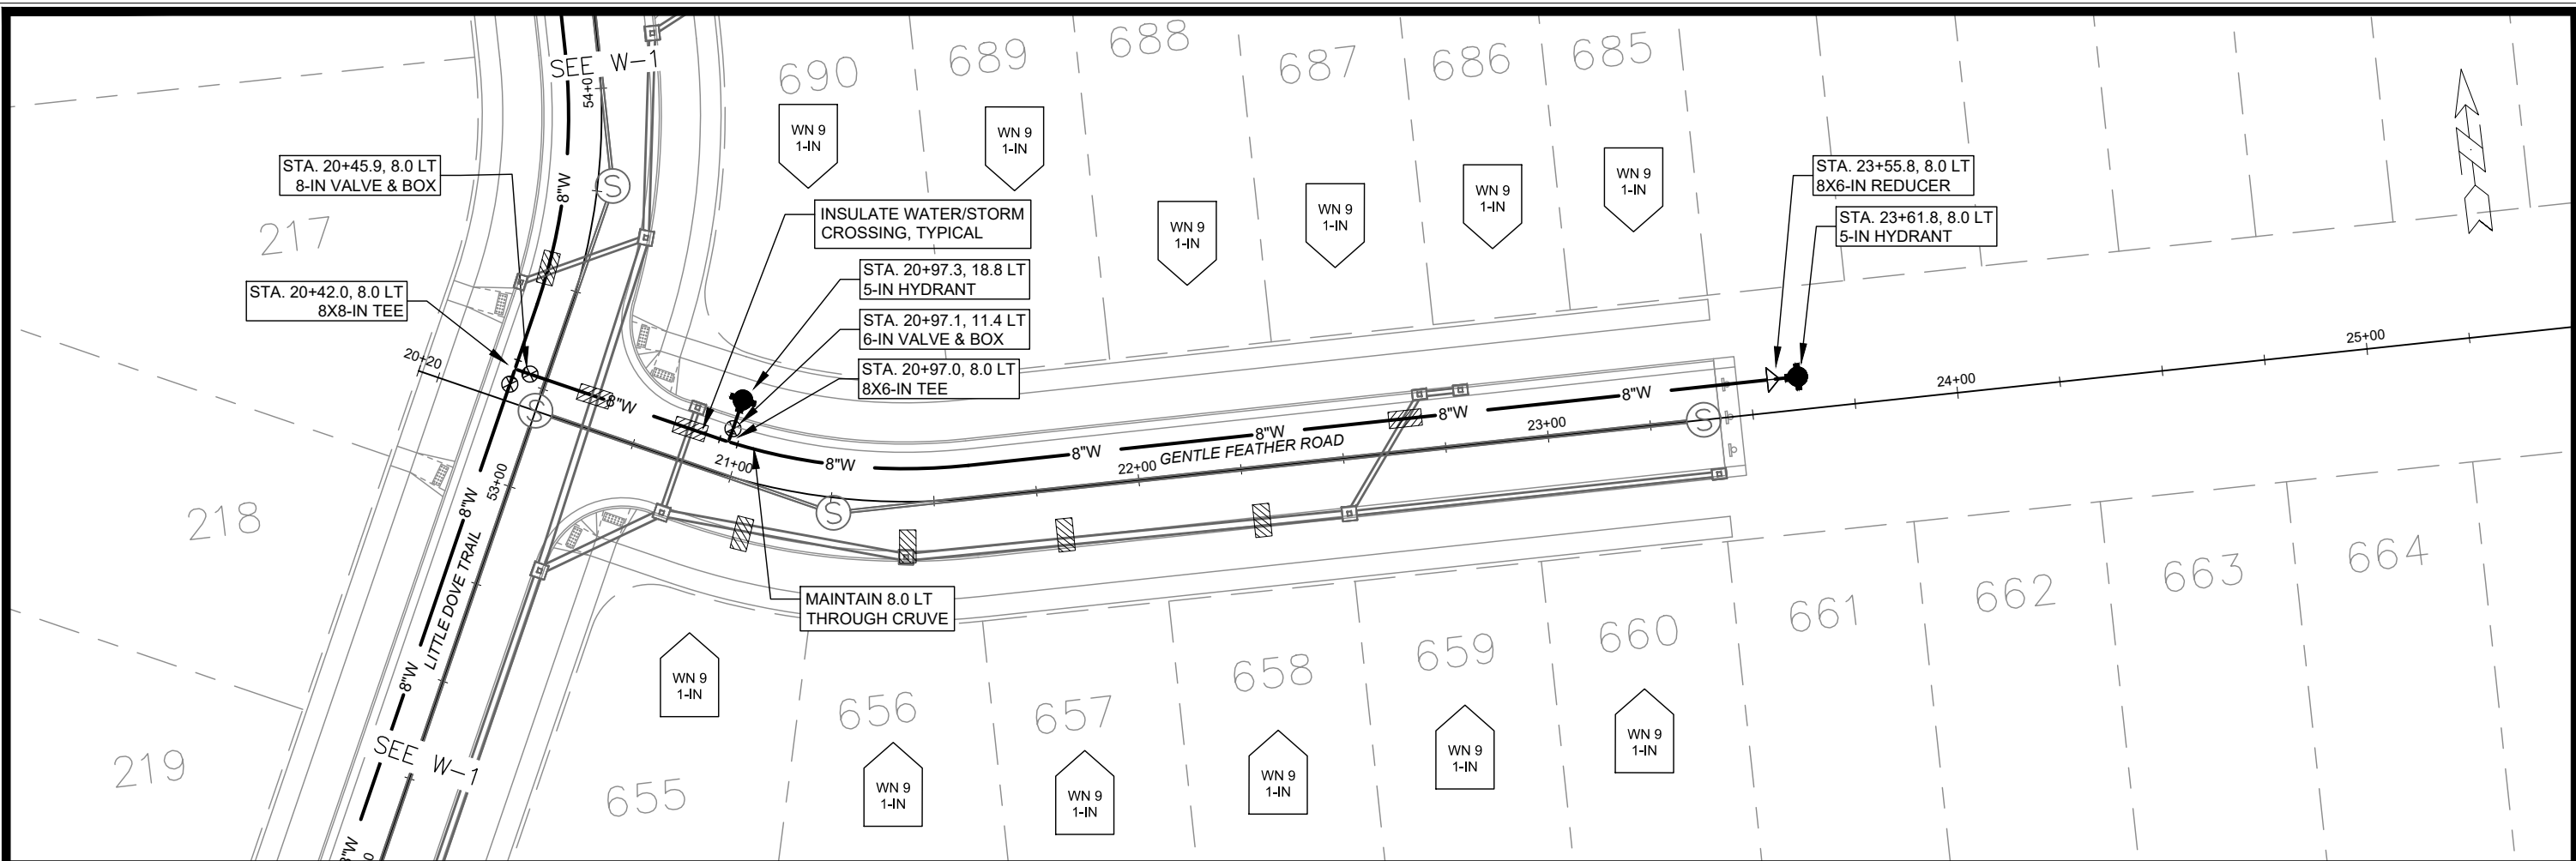 SEE W-1
54+0
690
689
688
687
686
685
WN 9
1-IN
WN 9
1-IN
WN 9
1-IN
WN 9
1-IN
WN 9
1-IN
WN 9
1-IN
STA. 20+45.9, 8.0 LT
8-IN VALVE & BOX
8"W
217
INSULATE WATER/STORM
CROSSING, TYPICAL
STA. 23+55.8, 8.0 LT
8X6-IN REDUCER
STA. 23+61.8, 8.0 LT
5-IN HYDRANT
STA. 20+42.0, 8.0 LT
8X8-IN TEE
STA. 20+97.3, 18.8 LT
5-IN HYDRANT
STA. 20+97.1, 11.4 LT
6-IN VALVE & BOX
STA. 20+97.0, 8.0 LT
8X6-IN TEE
S
20+20
S
8"W
21+00
8"W
S
8"W
22+00
8"W
GENTLE FEATHER ROAD
8"W
23+00
8"W
S
24+00
25+00
53+00
8"W
LITTLE DOVE TRAIL
8"W
218
MAINTAIN 8.0 LT
THROUGH CRUVE
SEE W-1
219
8"W
0
655
656
657
658
659
660
661
662
663
664
WN 9
1-IN
WN 9
1-IN
WN 9
1-IN
WN 9
1-IN
WN 9
1-IN
WN 9
1-IN